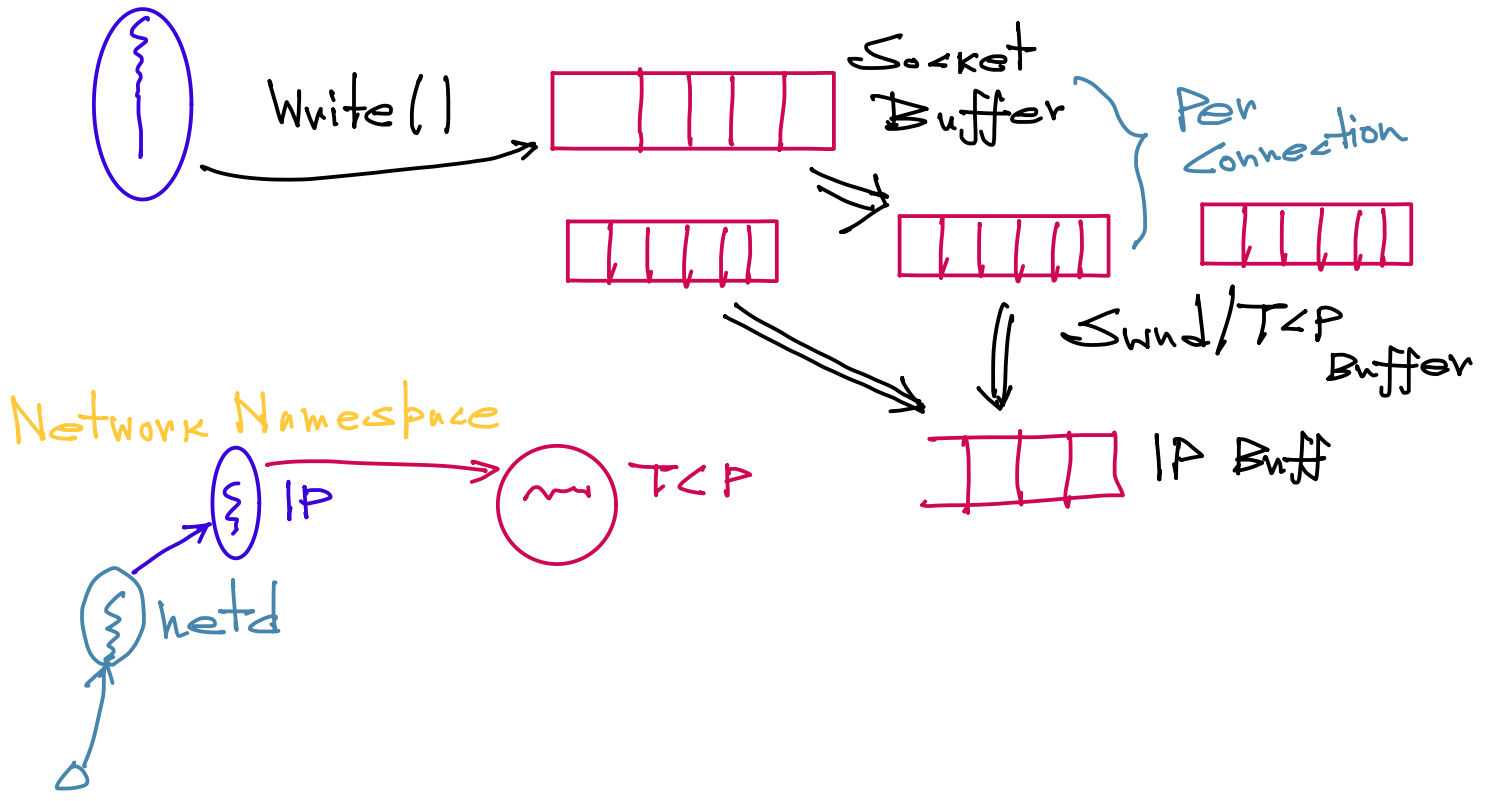 Write()
Socket
Buffer
Per
Connection
Swnd/TCP
Buffer
Network Namespace
IP
TCP
IP Buff
netd